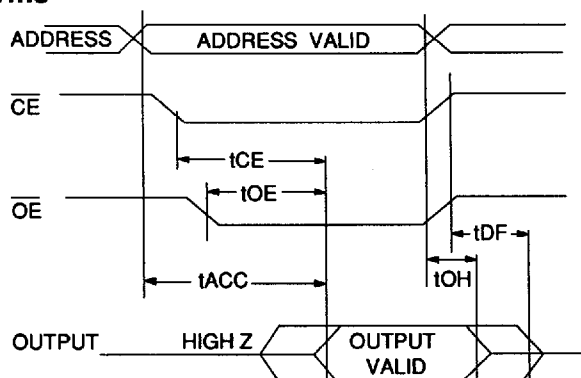 ADDRESS ADDRESS VALID
CE
tCE
tOE
OE
tDF
tACC
tOH
OUTPUT HIGH Z OUTPUT
VALID